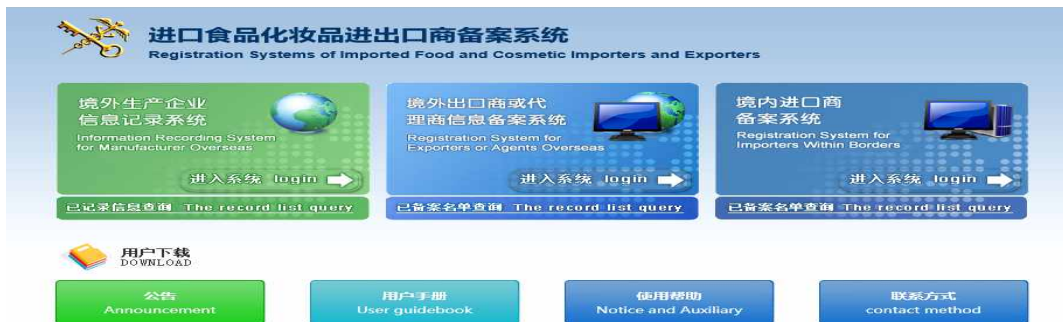 进口食品化妆品进出口商备案系统
Registration Systems of Imported Food and Cosmetic Importers and Exporters
境外生产企业
信息记录系统
Information Recording System
for Manufacturer Overseas
进入系统 login
已记录信息查询 The record list query
境外出口商或代
理商信息备案系统
Registration System for
Exporters or Agents Overseas
进入系统 login
已备案名单查询 The record list query
境内进口商
备案系统
Registration System for
Importers Within Borders
进入系统 login
已备案名单查询 The record list query
用户下载
DOWNLOAD
公告
Announcement
用户手册
User guidebook
使用帮助
Notice and Auxiliary
联系方式
contact method